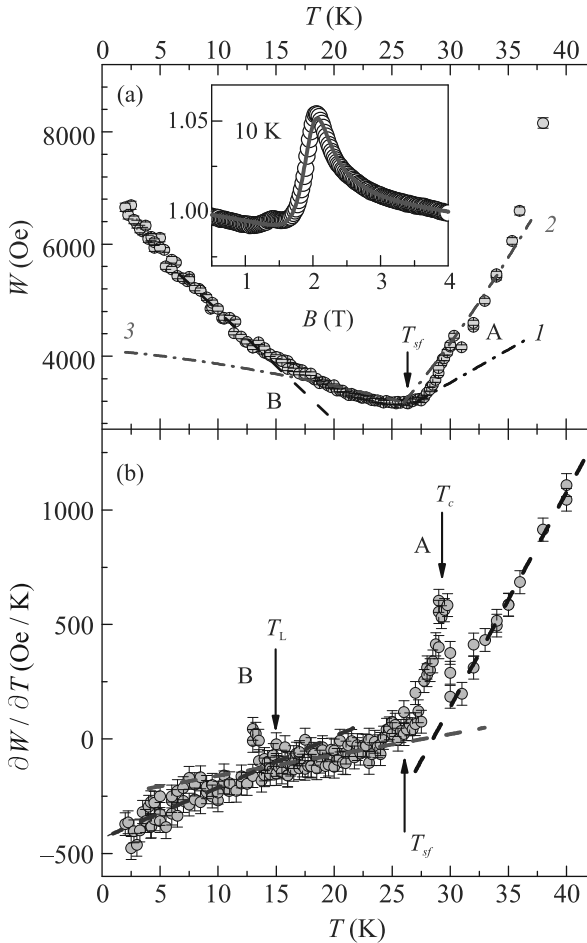 T (K)
0 5 10 15 20 25 30 35 40
(a)
8000
6000
4000
W (Oe)
1.05
1.00
10 K
0 1 2 3 4
B (T)
2
3
T_sf
A
1
B
(b)
1000
500
0
−500
∂W / ∂T (Oe / K)
T_c
A
T_L
B
T_sf
0 5 10 15 20 25 30 35 40
T (K)